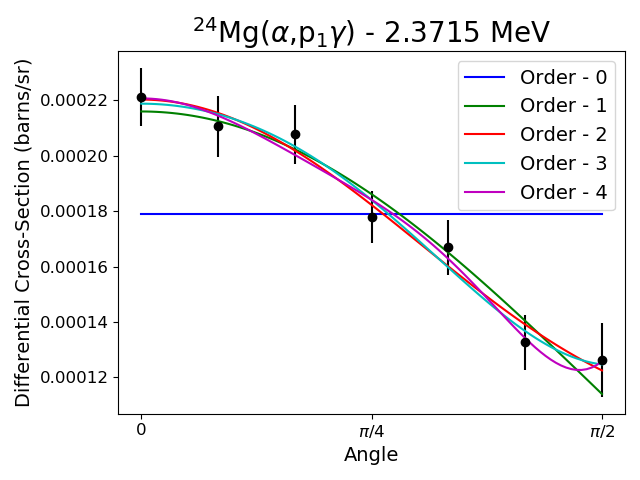 ²⁴Mg(α,p₁γ) - 2.3715 MeV
Differential Cross-Section (barns/sr)
0.00022
0.00020
0.00018
0.00016
0.00014
0.00012
Order - 0
Order - 1
Order - 2
Order - 3
Order - 4
0
π/4
π/2
Angle